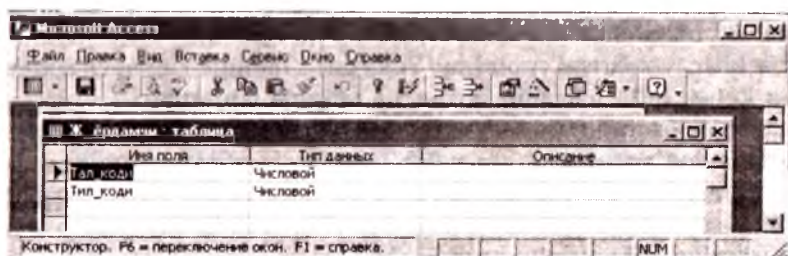 Microsoft Access
Файл Правка Вид Вставка Сервис Окно Справка
Ж_ёрдамчи : таблица
Имя поля Тип данных Описание
Тал_коди Числовой
Тил_коди Числовой
Конструктор. F6 = переключение окон. F1 = справка. NUM